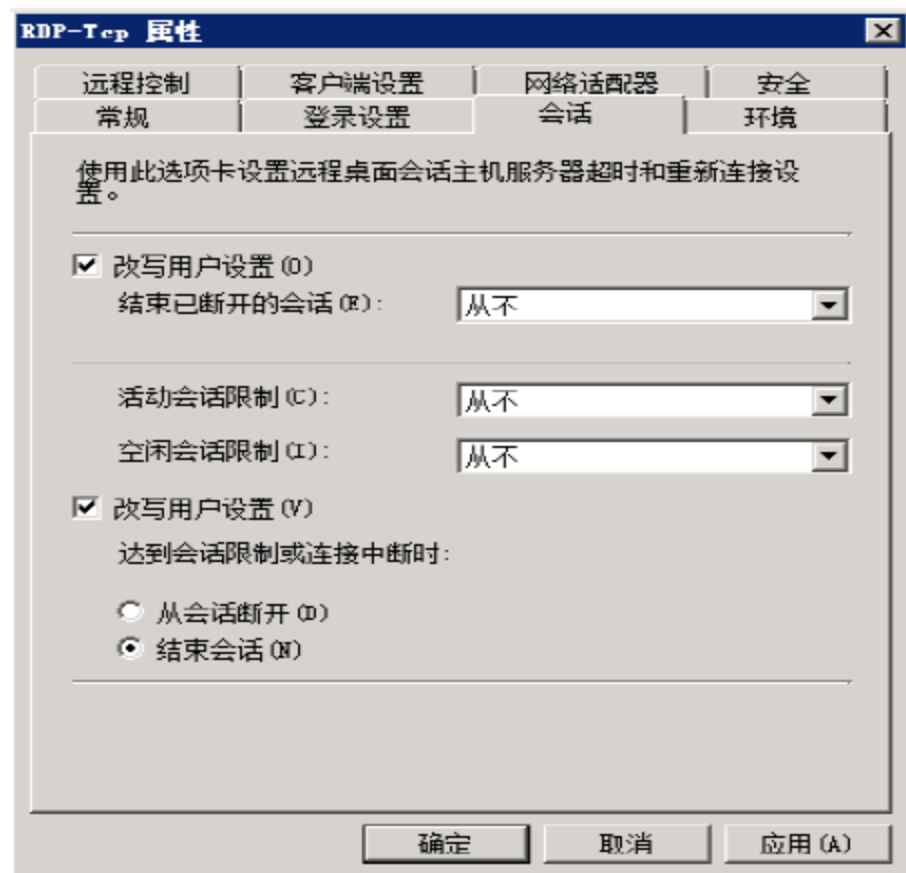 RDP-Tcp 属性
远程控制 客户端设置 网络适配器 安全
常规 登录设置 会话 环境
使用此选项卡设置远程桌面会话主机服务器超时和重新连接设
置。
改写用户设置(O)
结束已断开的会话(E): 从不
活动会话限制(C): 从不
空闲会话限制(I): 从不
改写用户设置(V)
达到会话限制或连接中断时:
从会话断开(D)
结束会话(N)
确定 取消 应用(A)